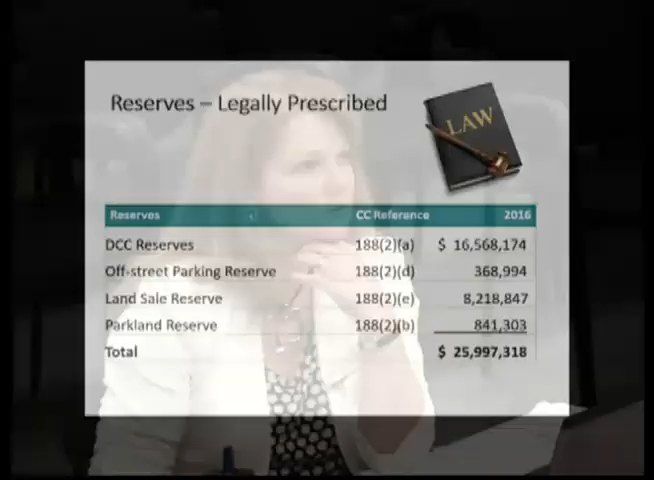 Reserves – Legally Prescribed
LAW
Reserves CC Reference 2016
DCC Reserves 188(2)(a) $ 16,568,174
Off-street Parking Reserve 188(2)(d) 368,994
Land Sale Reserve 188(2)(e) 8,218,847
Parkland Reserve 188(2)(b) 841,303
Total $ 25,997,318